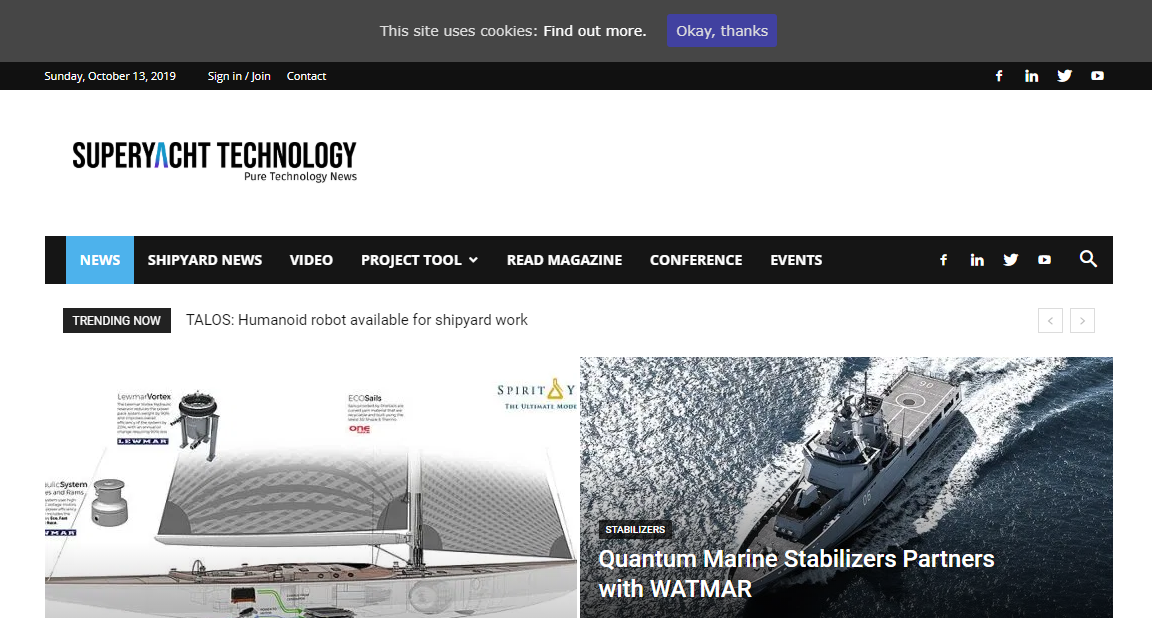 This site uses cookies: Find out more. Okay, thanks
Sunday, October 13, 2019 Sign in / Join Contact
SUPERYACHT TECHNOLOGY
Pure Technology News
NEWS SHIPYARD NEWS VIDEO PROJECT TOOL READ MAGAZINE CONFERENCE EVENTS
TRENDING NOW TALOS: Humanoid robot available for shipyard work
SPIRIT Y
THE ULTIMATE MODE
LewmarVortex
ECOSails
LEWMAR
ONE
System
es and Rams
LEWMAR
STABILIZERS
Quantum Marine Stabilizers Partners
with WATMAR